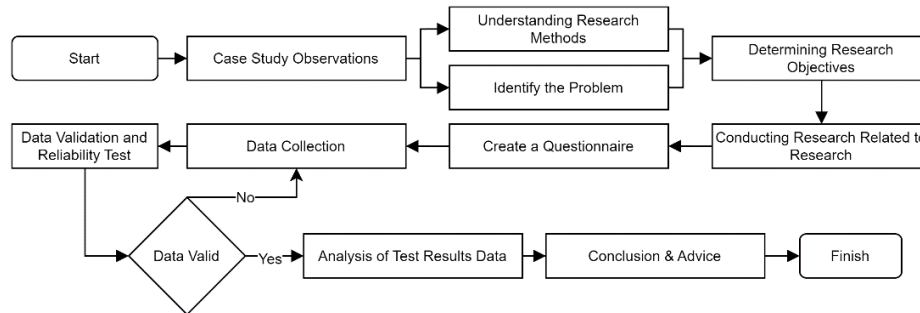 Start
Case Study Observations
Understanding Research
Methods
Identify the Problem
Determining Research
Objectives
Data Validation and
Reliability Test
Data Collection
Create a Questionnaire
Conducting Research Related to
Research
No
Data Valid
Yes
Analysis of Test Results Data
Conclusion & Advice
Finish